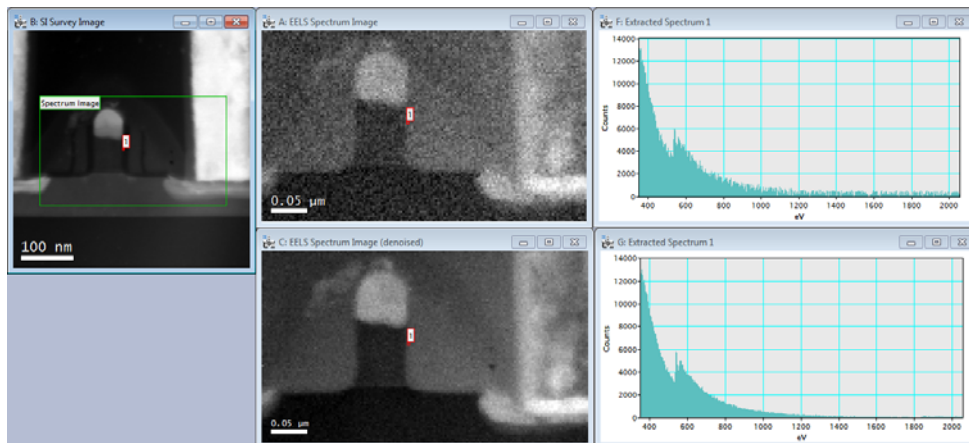 B: SI Survey Image
Spectrum Image
1
100 nm
A: EELS Spectrum Image
1
0.05 µm
C: EELS Spectrum Image (denoised)
1
0.05 µm
F: Extracted Spectrum 1
14000
12000
10000
8000
6000
4000
2000
0
Counts
400 600 800 1000 1200 1400 1600 1800 2000
eV
G: Extracted Spectrum 1
14000
12000
10000
8000
6000
4000
2000
0
Counts
400 600 800 1000 1200 1400 1600 1800 2000
eV